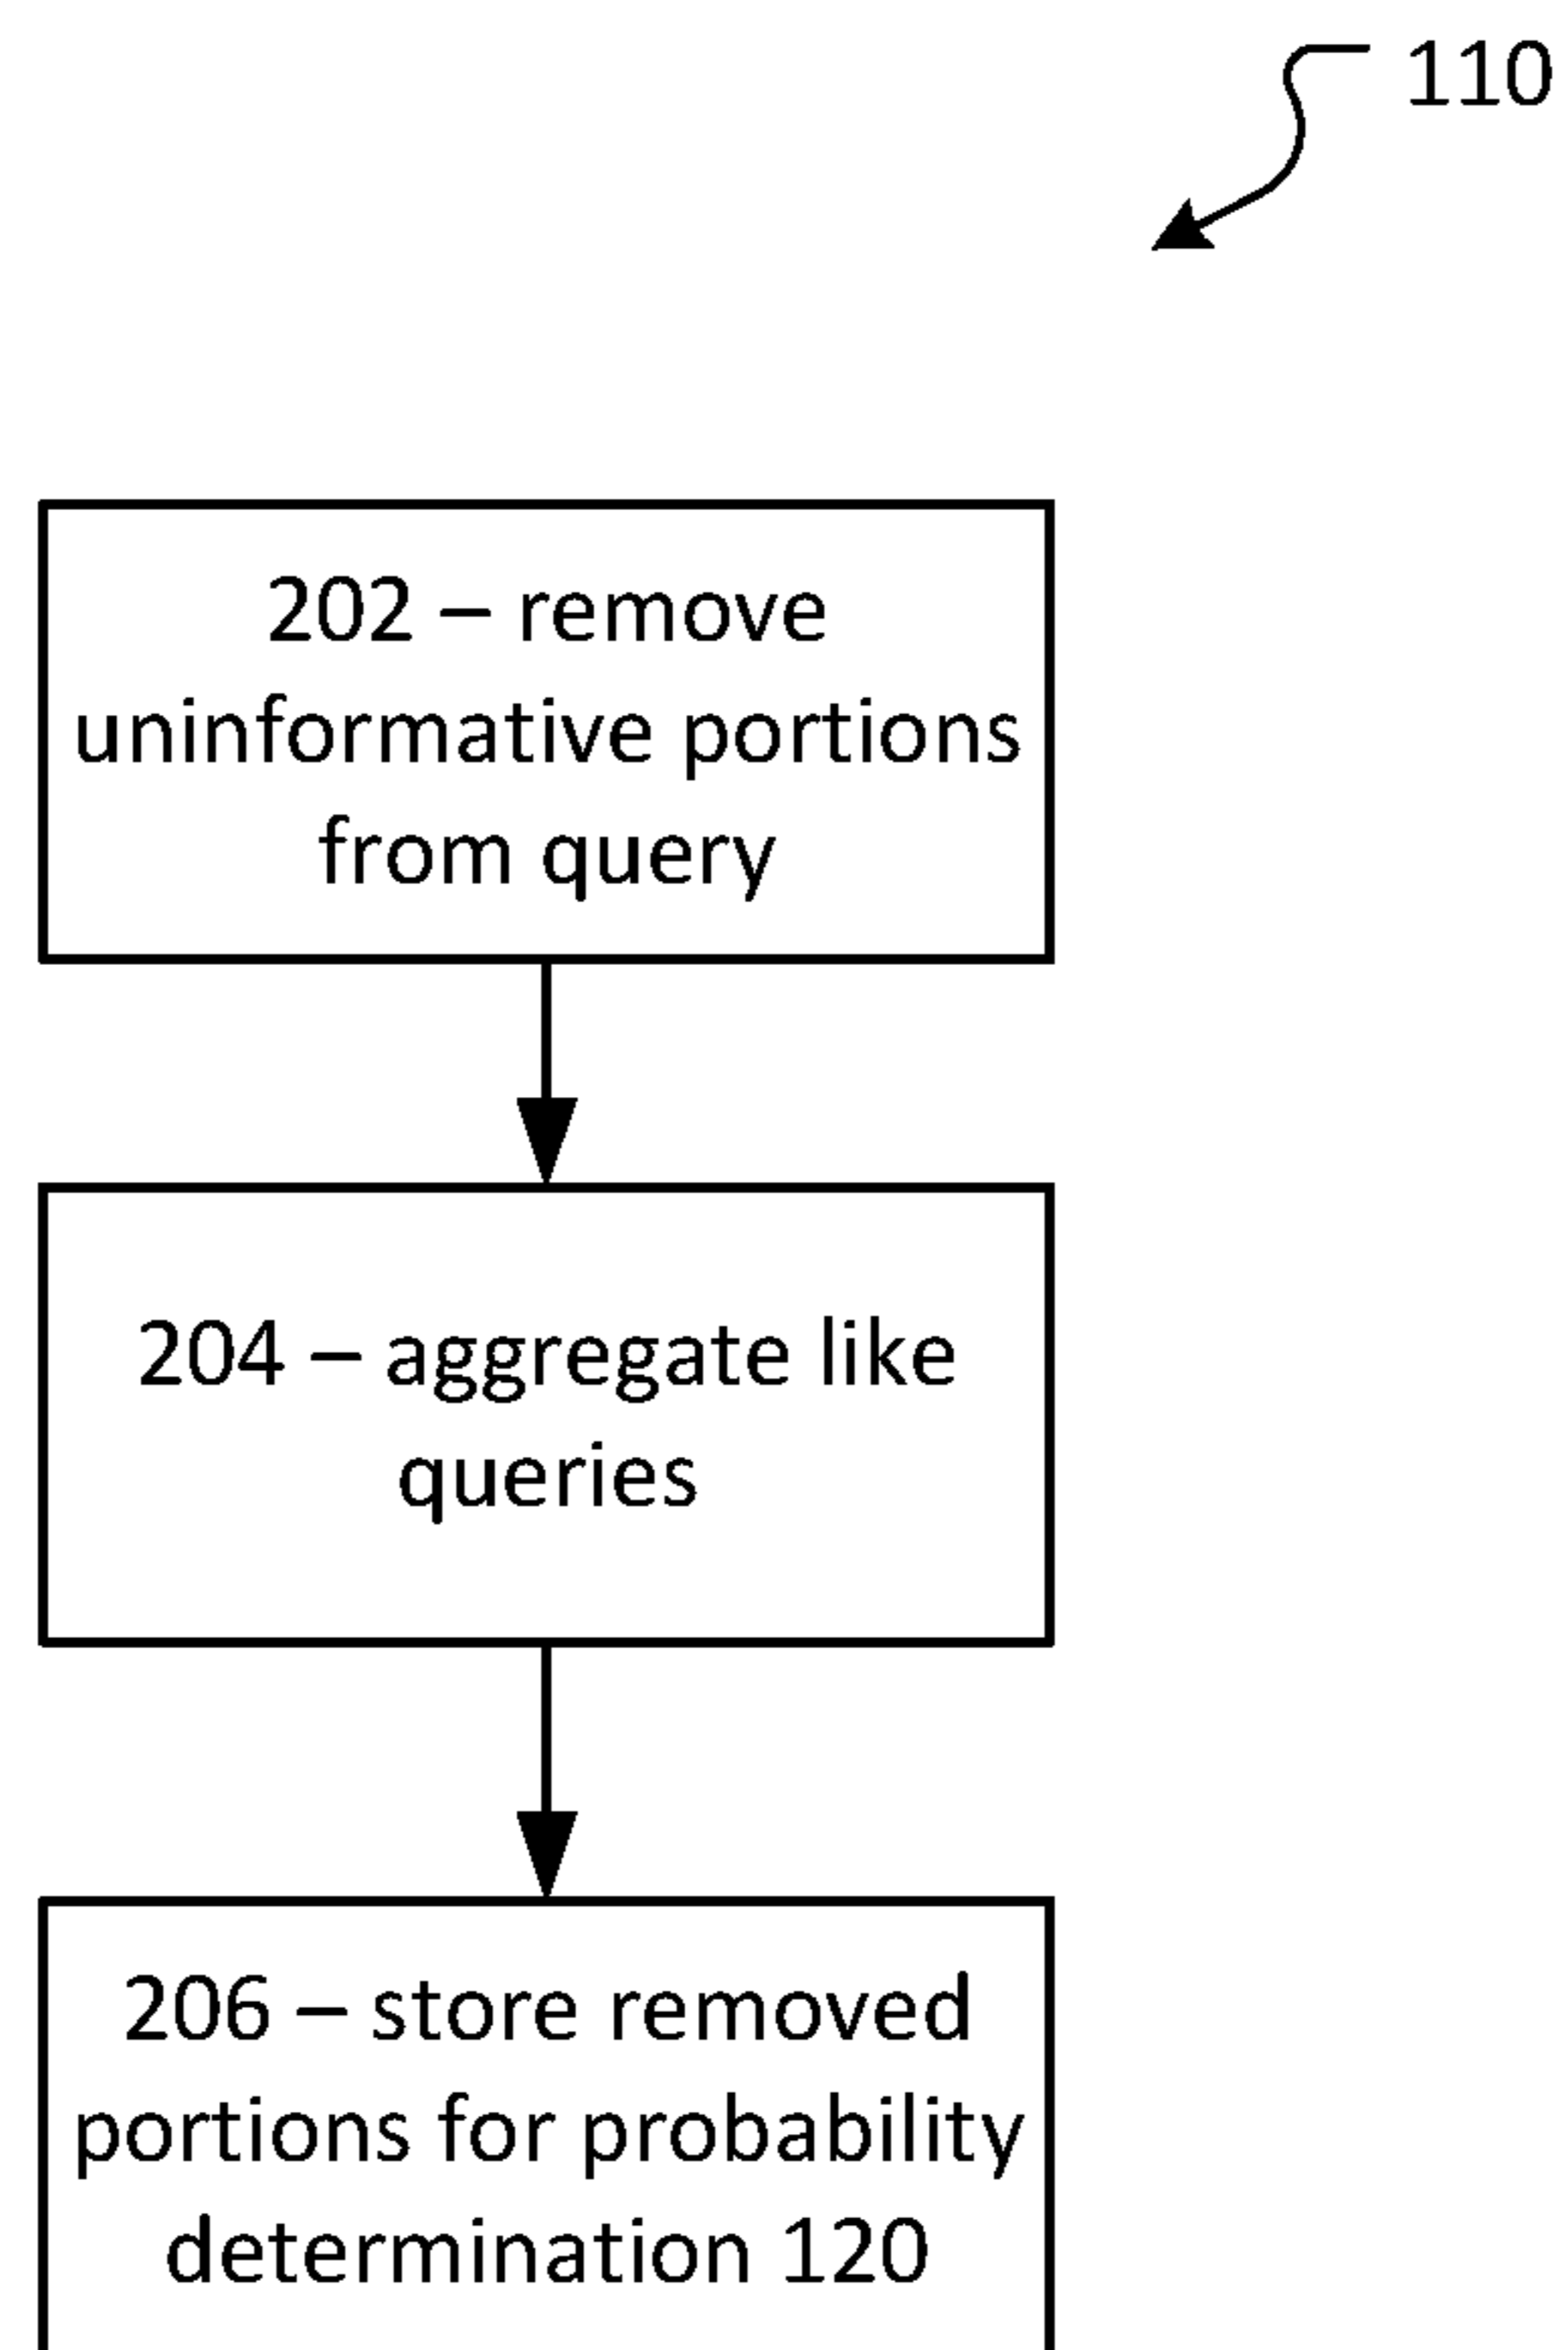 110
202 – remove
uninformative portions
from query
204 – aggregate like
queries
206 – store removed
portions for probability
determination 120